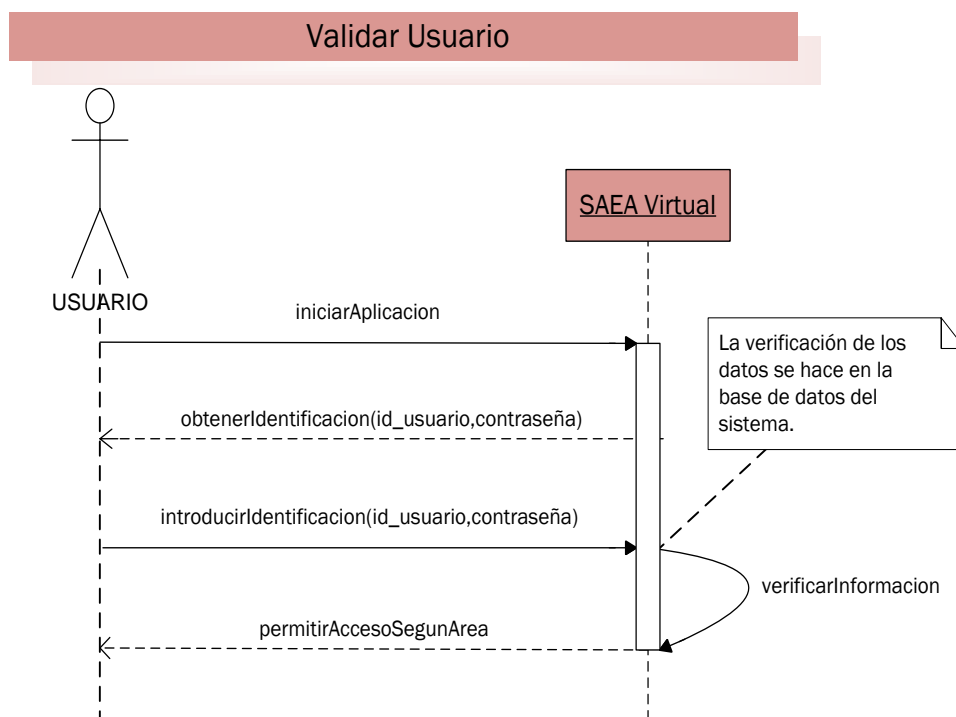 Validar Usuario
SAEA Virtual
USUARIO
iniciarAplicacion
La verificación de los
datos se hace en la
base de datos del
sistema.
obtenerIdentificacion(id_usuario,contraseña)
introducirIdentificacion(id_usuario,contraseña)
verificarInformacion
permitirAccesoSegunArea